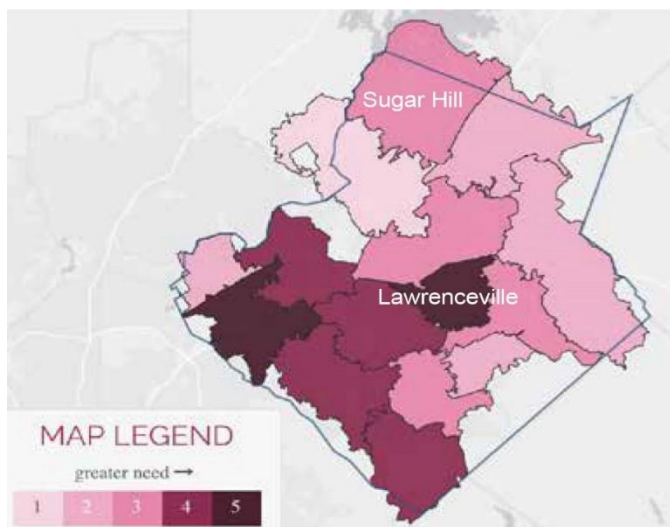 Sugar Hill
Lawrenceville
MAP LEGEND
greater need →
1 2 3 4 5